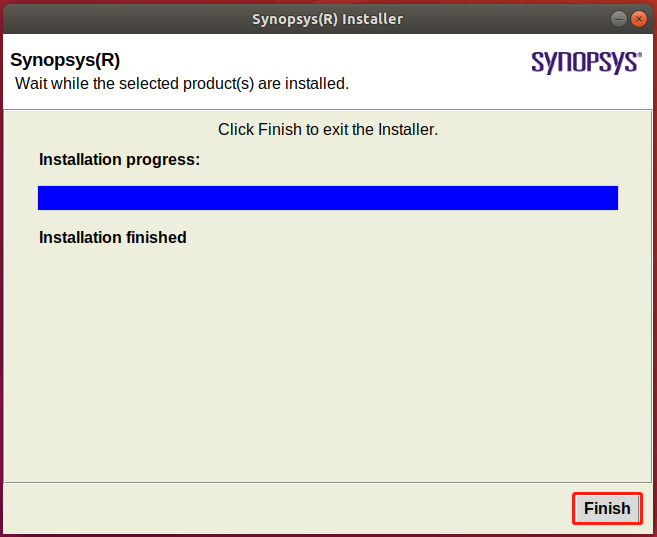 Synopsys(R) Installer
Synopsys(R)
SYNOPSYS®
Wait while the selected product(s) are installed.
Click Finish to exit the Installer.
Installation progress:
Installation finished
Finish